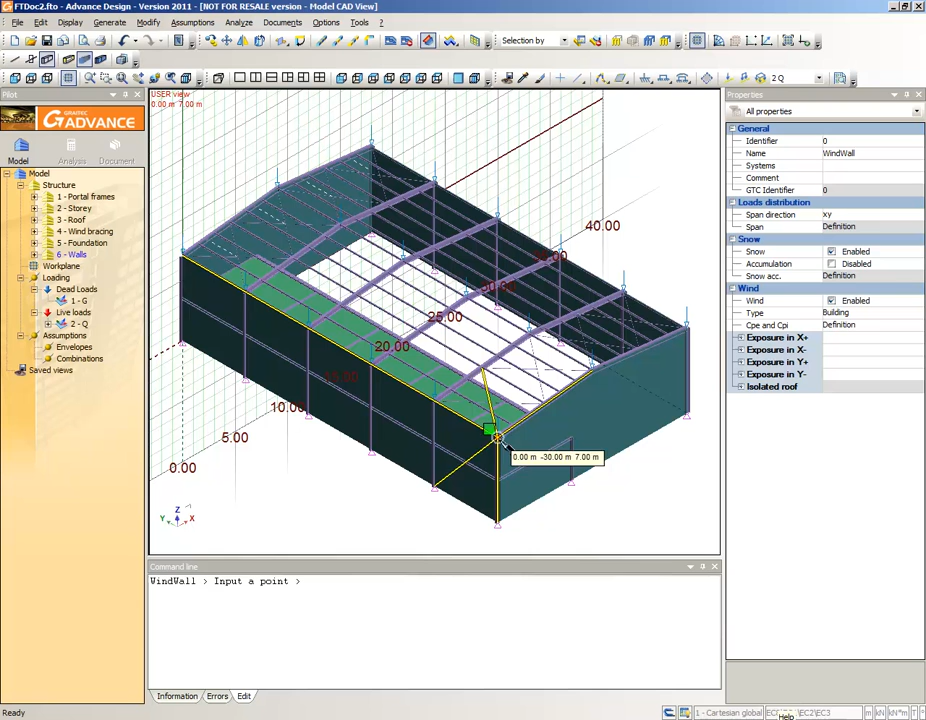 FTDoc2.fto - Advance Design - Version 2011 - [NOT FOR RESALE version - Model CAD View]
File Edit Display Generate Modify Assumptions Analyze Documents Options Tools ?
Selection by
2 Q
Pilot
GRAITEC
ADVANCE
Model Analysis Document
Model
Structure
1 - Portal frames
2 - Storey
3 - Roof
4 - Wind bracing
5 - Foundation
6 - Walls
Workplane
Loading
Dead Loads
1 - G
Live loads
2 - Q
Assumptions
Envelopes
Combinations
Saved views
USER view
0.00 m 7.00 m
40.00
25.00
20.00
10.00
5.00
0.00
0.00 m -30.00 m 7.00 m
Z
Y X
Command line
WindWall > Input a point >
Information Errors Edit
Properties
All properties
General
Identifier 0
Name WindWall
Systems
Comment
GTC Identifier 0
Loads distribution
Span direction xy
Span Definition
Snow
Snow Enabled
Accumulation Disabled
Snow acc. Definition
Wind
Wind Enabled
Type Building
Cpe and Cpi Definition
Exposure in X+
Exposure in X-
Exposure in Y+
Exposure in Y-
Isolated roof
Ready
1 - Cartesian global
Help